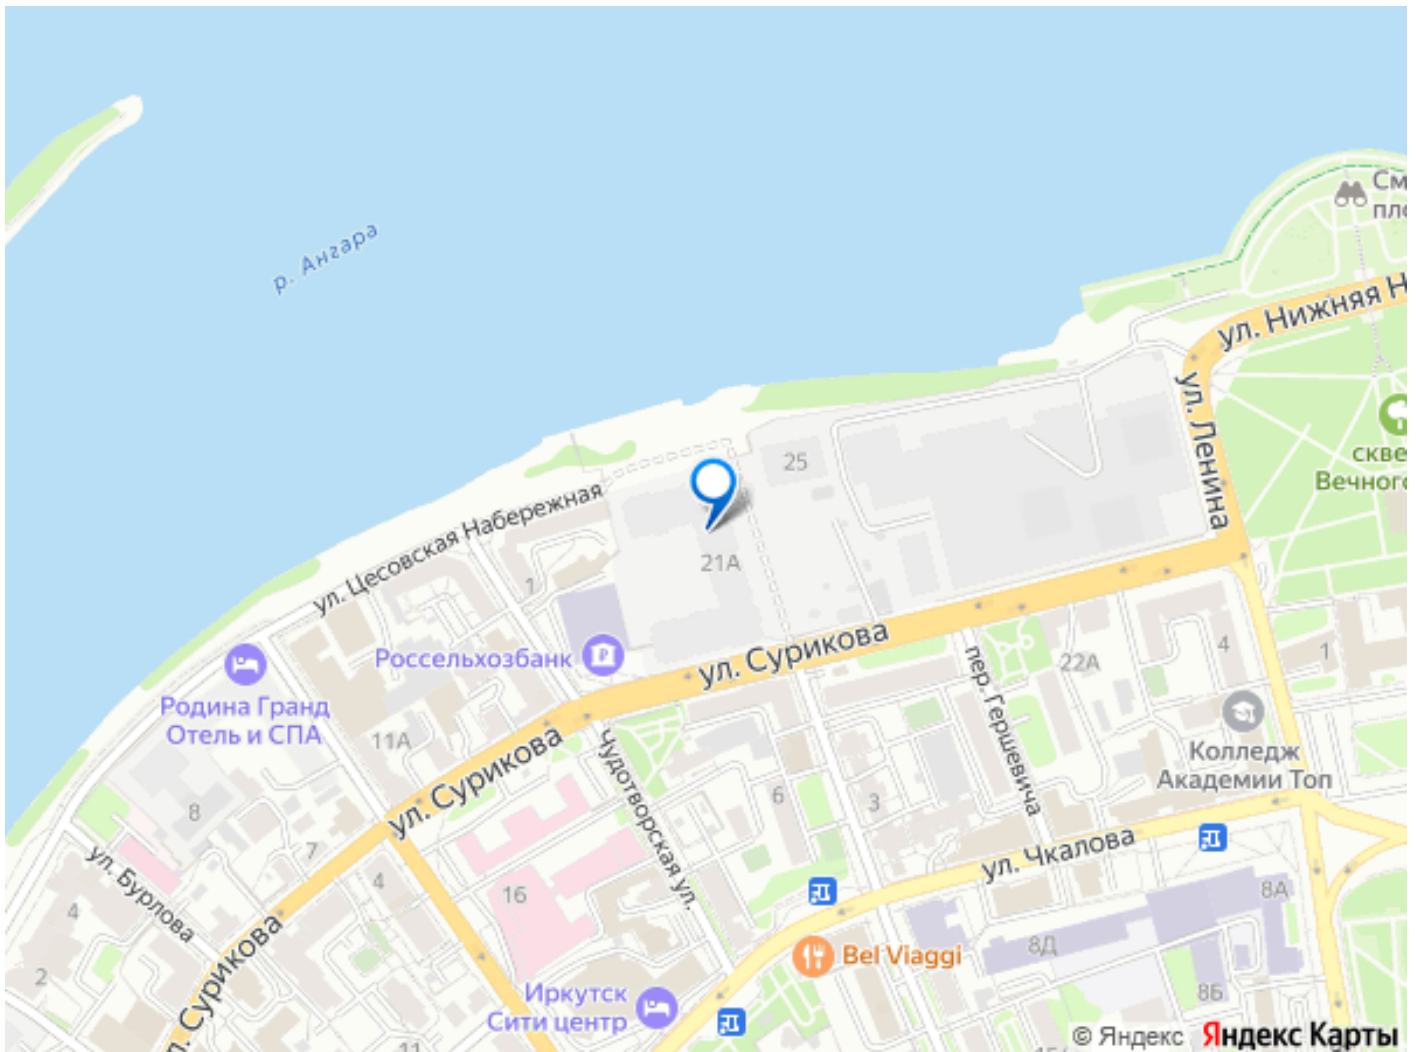 См
пло
р. Ангара
ул. Нижняя Н
ул. Ленина
скве
Вечного
25
ул. Цесовская Набережная
21А
1
Россельхозбанк
ул. Сурикова
пер. Гершевича
22А
4
1
Родина Гранд
Отель и СПА
11А
Колледж
Академии Топ
ул. Сурикова
Чудотворская ул.
6
3
8
7
4
ул. Чкалова
ул. Бурлова
16
4
8А
2
ул. Сурикова
Bel Viaggi
8Д
8Б
Иркутск
Сити центр
11
© Яндекс Яндекс Карты